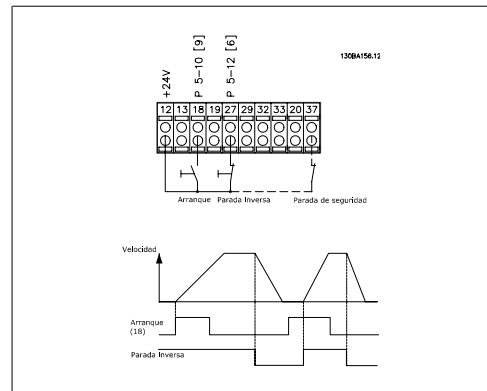 130BA156.12
+24V
P 5-10 [9]
P 5-12 [6]
12 13 18 19 27 29 32 33 20 37
Arranque Parada Inversa Parada de seguridad
Velocidad
Arranque
(18)
Parada Inversa